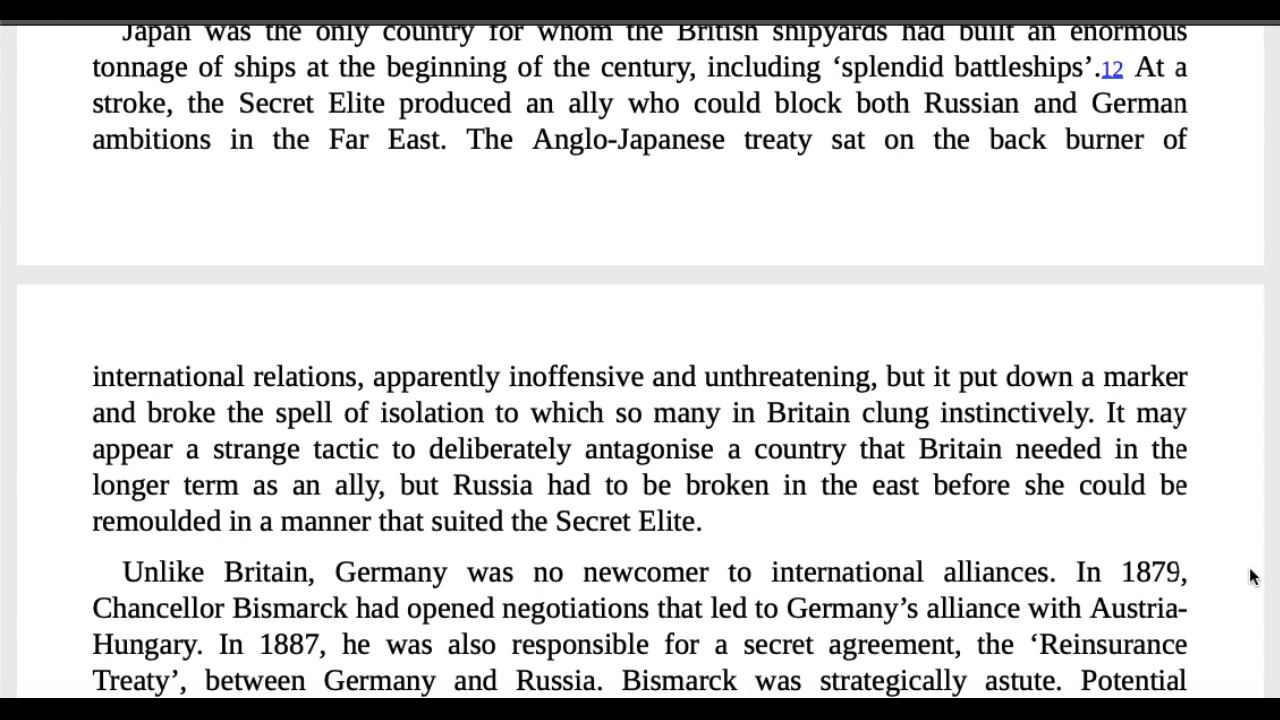 Japan was the only country for whom the British shipyards had built an enormous
tonnage of ships at the beginning of the century, including ‘splendid battleships’.12 At a
stroke, the Secret Elite produced an ally who could block both Russian and German
ambitions in the Far East. The Anglo-Japanese treaty sat on the back burner of
international relations, apparently inoffensive and unthreatening, but it put down a marker
and broke the spell of isolation to which so many in Britain clung instinctively. It may
appear a strange tactic to deliberately antagonise a country that Britain needed in the
longer term as an ally, but Russia had to be broken in the east before she could be
remoulded in a manner that suited the Secret Elite.
Unlike Britain, Germany was no newcomer to international alliances. In 1879,
Chancellor Bismarck had opened negotiations that led to Germany’s alliance with Austria-
Hungary. In 1887, he was also responsible for a secret agreement, the ‘Reinsurance
Treaty’, between Germany and Russia. Bismarck was strategically astute. Potential